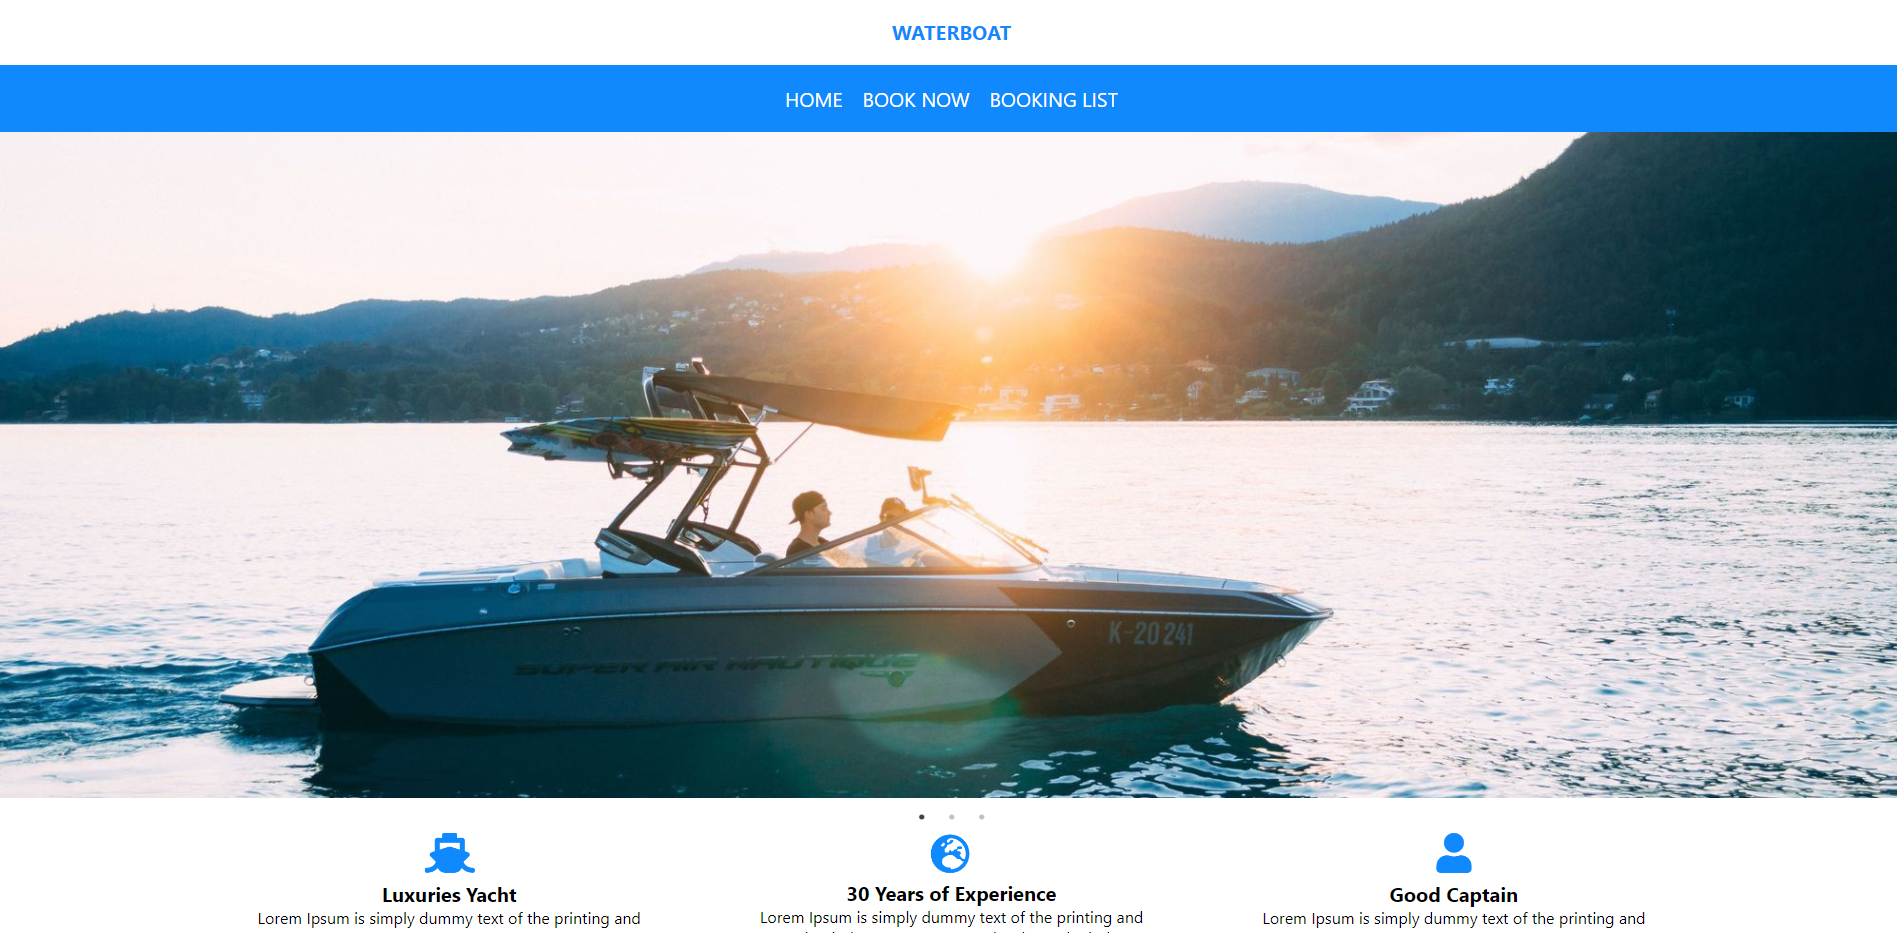 WATERBOAT
HOME BOOK NOW BOOKING LIST
K-20 241
SUPER AIR NAUTIQUE
Luxuries Yacht
Lorem Ipsum is simply dummy text of the printing and
30 Years of Experience
Lorem Ipsum is simply dummy text of the printing and
Good Captain
Lorem Ipsum is simply dummy text of the printing and